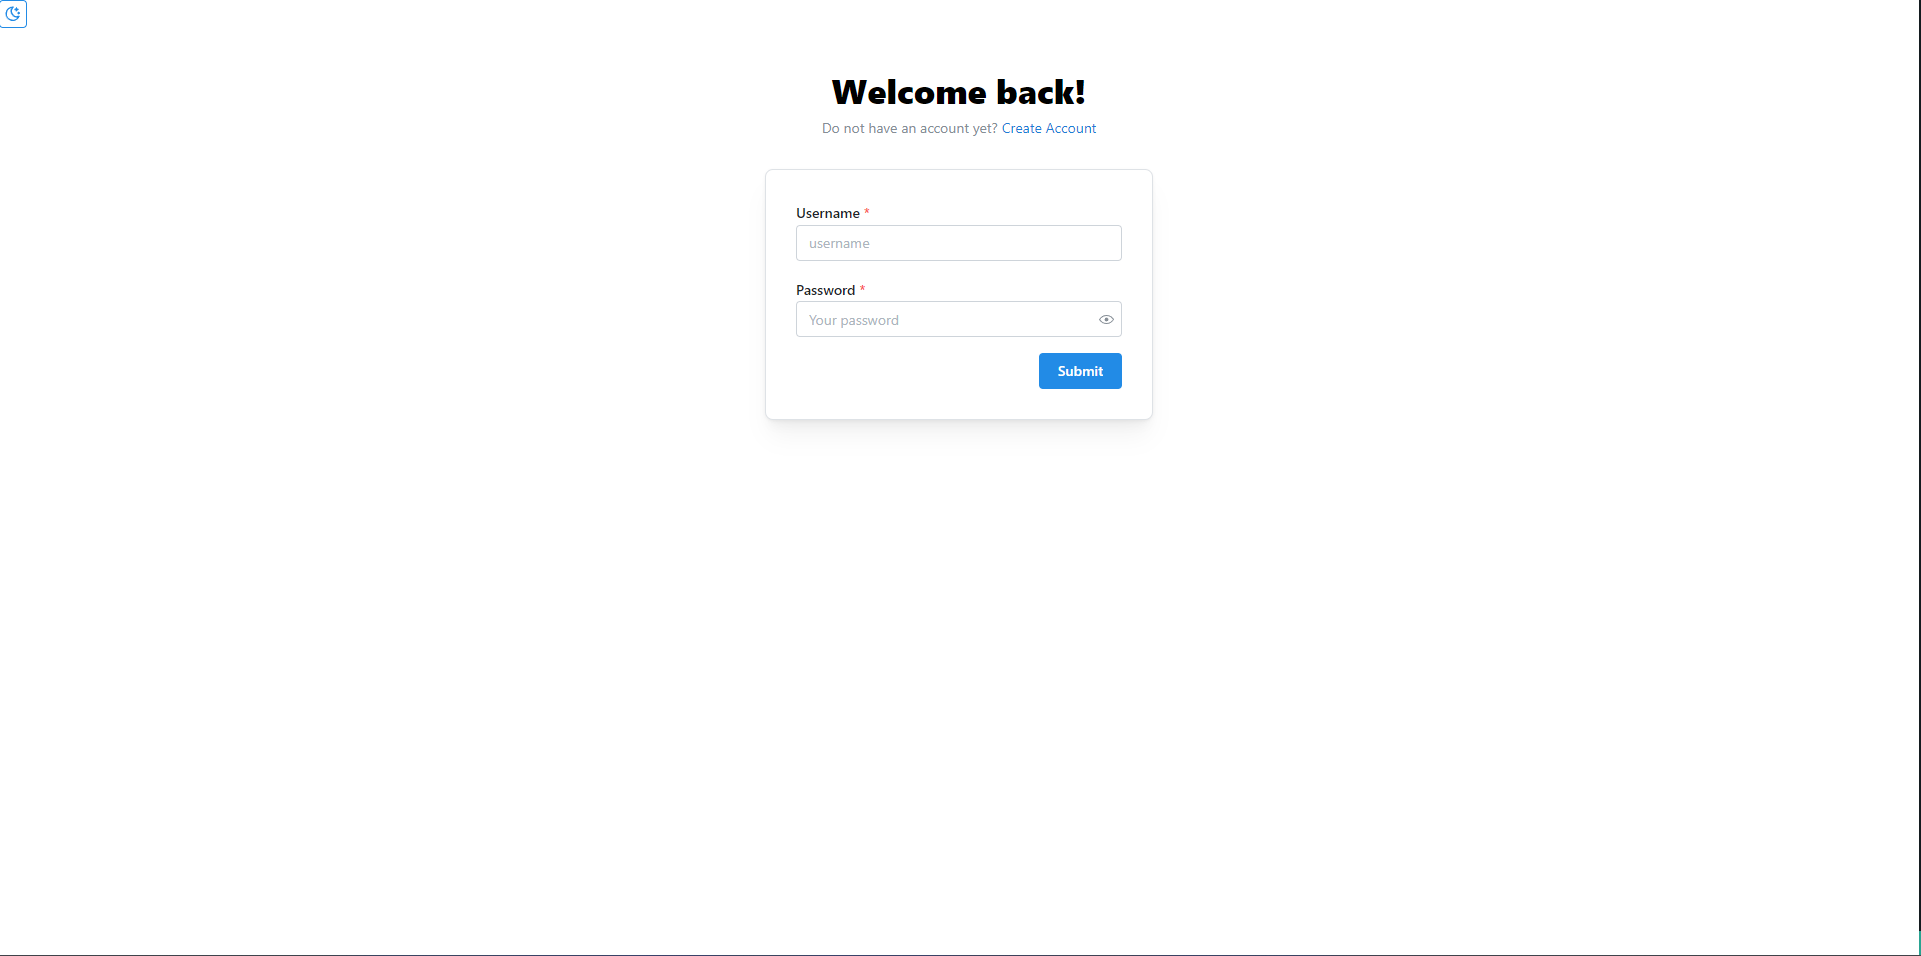 Welcome back!
Do not have an account yet? Create Account
Username *
username
Password *
Your password
Submit